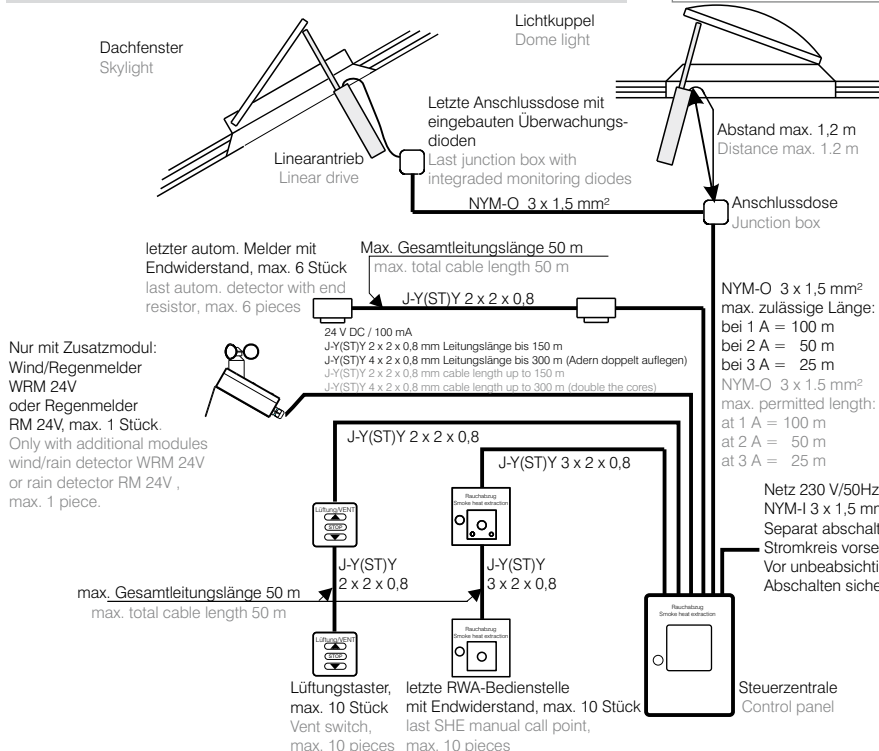 Dachfenster
Skylight
Lichtkuppel
Dome light
Letzte Anschlussdose mit
eingebauten Überwachungs-
dioden
Last junction box with
integraded monitoring diodes
Linearantrieb
Linear drive
Abstand max. 1,2 m
Distance max. 1.2 m
NYM-O 3 x 1,5 mm²
Anschlussdose
Junction box
letzter autom. Melder mit
Endwiderstand, max. 6 Stück
last autom. detector with end
resistor, max. 6 pieces
Max. Gesamtleitungslänge 50 m
max. total cable length 50 m
J-Y(ST)Y 2 x 2 x 0,8
NYM-O 3 x 1,5 mm²
max. zulässige Länge:
bei 1 A = 100 m
bei 2 A = 50 m
bei 3 A = 25 m
NYM-O 3 x 1.5 mm²
max. permitted length:
at 1 A = 100 m
at 2 A = 50 m
at 3 A = 25 m
24 V DC / 100 mA
J-Y(ST)Y 2 x 2 x 0,8 mm Leitungslänge bis 150 m
J-Y(ST)Y 4 x 2 x 0,8 mm Leitungslänge bis 300 m (Adern doppelt auflegen)
J-Y(ST)Y 2 x 2 x 0,8 mm cable length up to 150 m
J-Y(ST)Y 4 x 2 x 0,8 mm cable length up to 300 m (double the cores)
Nur mit Zusatzmodul:
Wind/Regenmelder
WRM 24V
oder Regenmelder
RM 24V, max. 1 Stück.
Only with additional modules
wind/rain detector WRM 24V
or rain detector RM 24V ,
max. 1 piece.
J-Y(ST)Y 2 x 2 x 0,8
J-Y(ST)Y 3 x 2 x 0,8
Netz 230 V/50Hz
NYM-I 3 x 1,5 mm
Separat abschalt
Stromkreis vorse
Vor unbeabsichti
Abschalten siche
Lüftung/VENT
STOP
Rauchabzug
Smoke heat extraction
J-Y(ST)Y
2 x 2 x 0,8
J-Y(ST)Y
3 x 2 x 0,8
max. Gesamtleitungslänge 50 m
max. total cable length 50 m
Lüftung/VENT
STOP
Rauchabzug
Smoke heat extraction
Rauchabzug
Smoke heat extraction
Lüftungstaster,
max. 10 Stück
Vent switch,
max. 10 pieces
letzte RWA-Bedienstelle
mit Endwiderstand, max. 10 Stück
last SHE manual call point,
max. 10 pieces
Steuerzentrale
Control panel